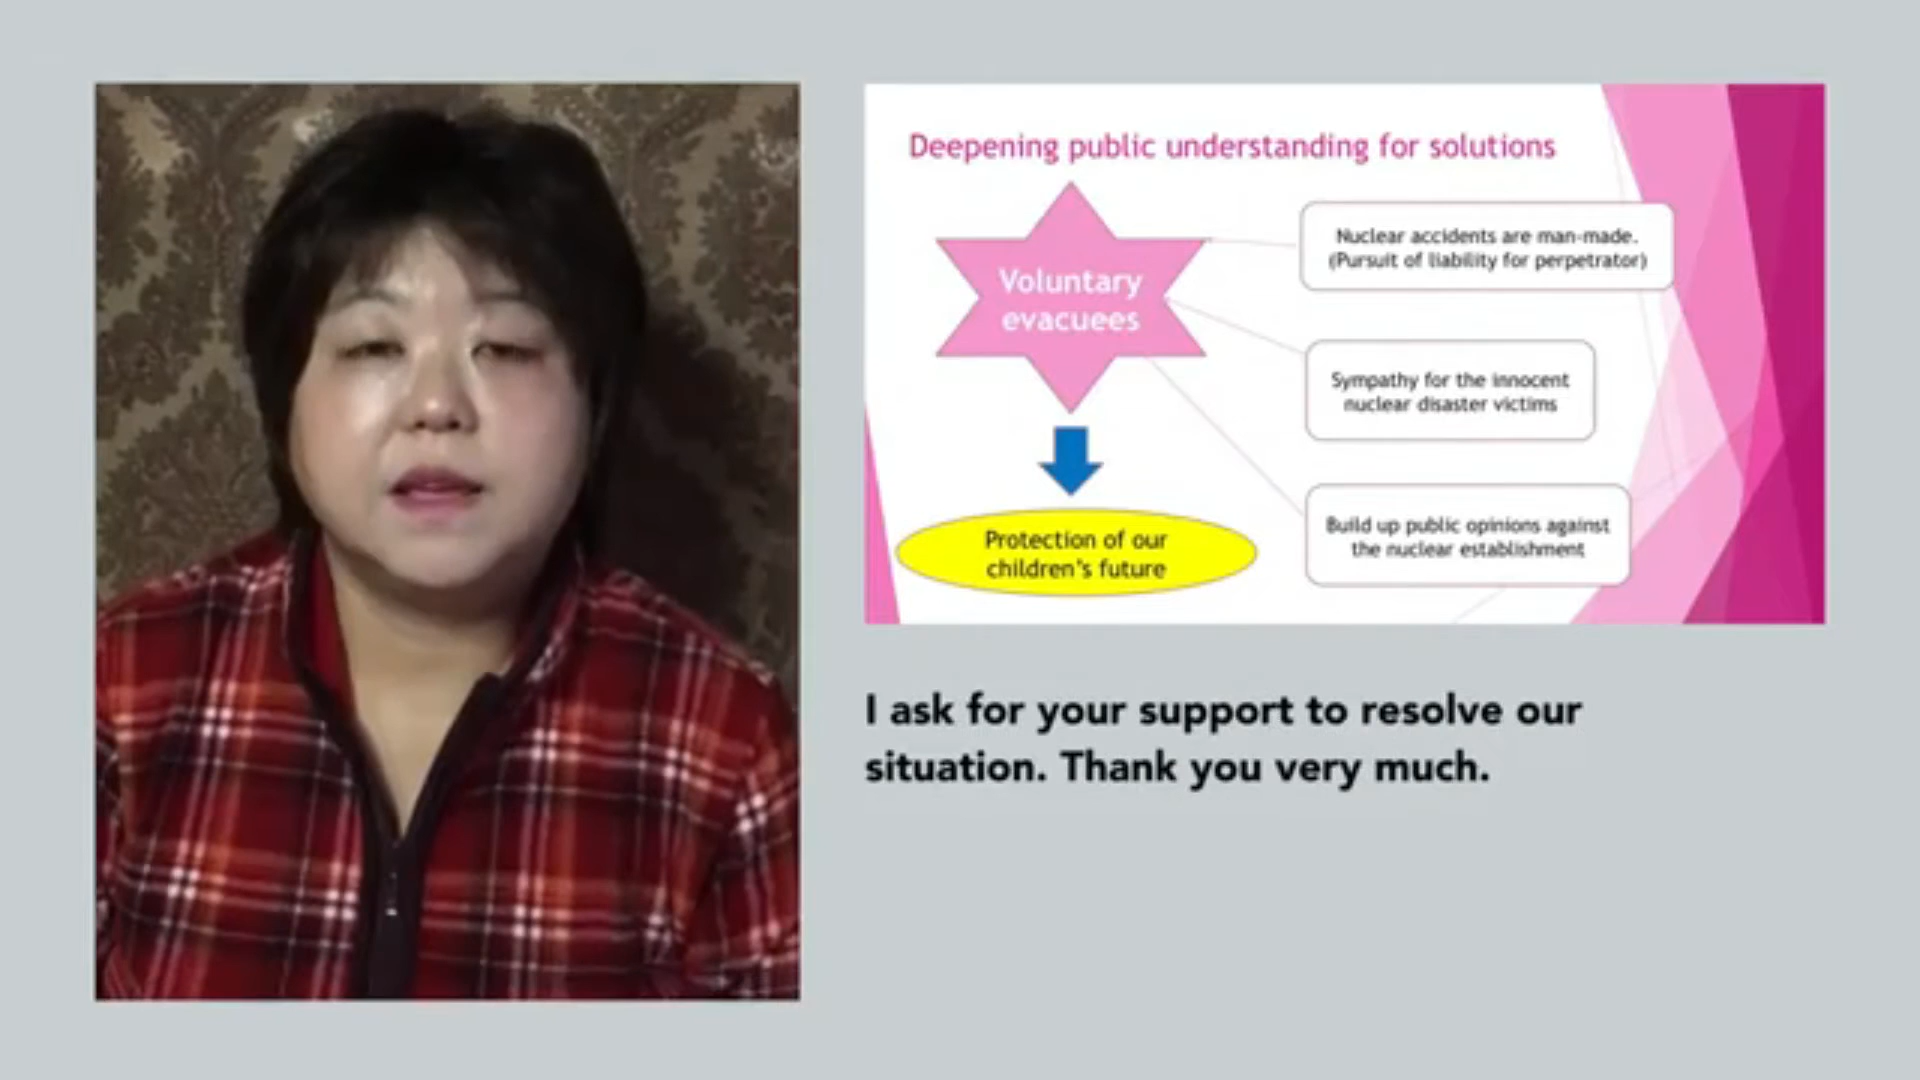 Deepening public understanding for solutions
Voluntary
evacuees
Nuclear accidents are man-made.
(Pursuit of liability for perpetrator)
Sympathy for the innocent
nuclear disaster victims
Build up public opinions against
the nuclear establishment
Protection of our
children's future
I ask for your support to resolve our
situation. Thank you very much.